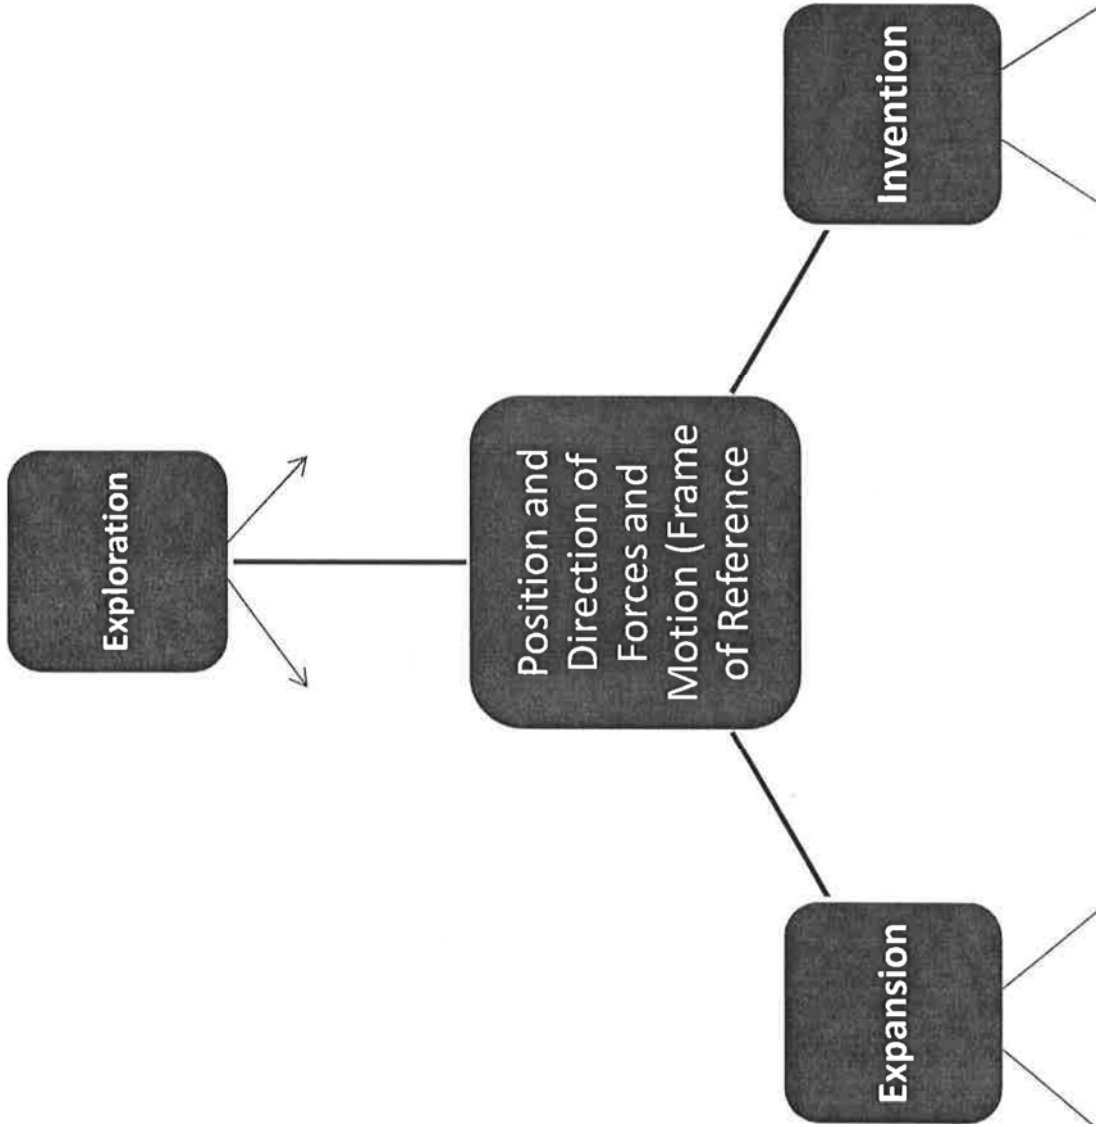 Exploration
Position and
Direction of
Forces and
Motion (Frame
of Reference
Expansion
Invention